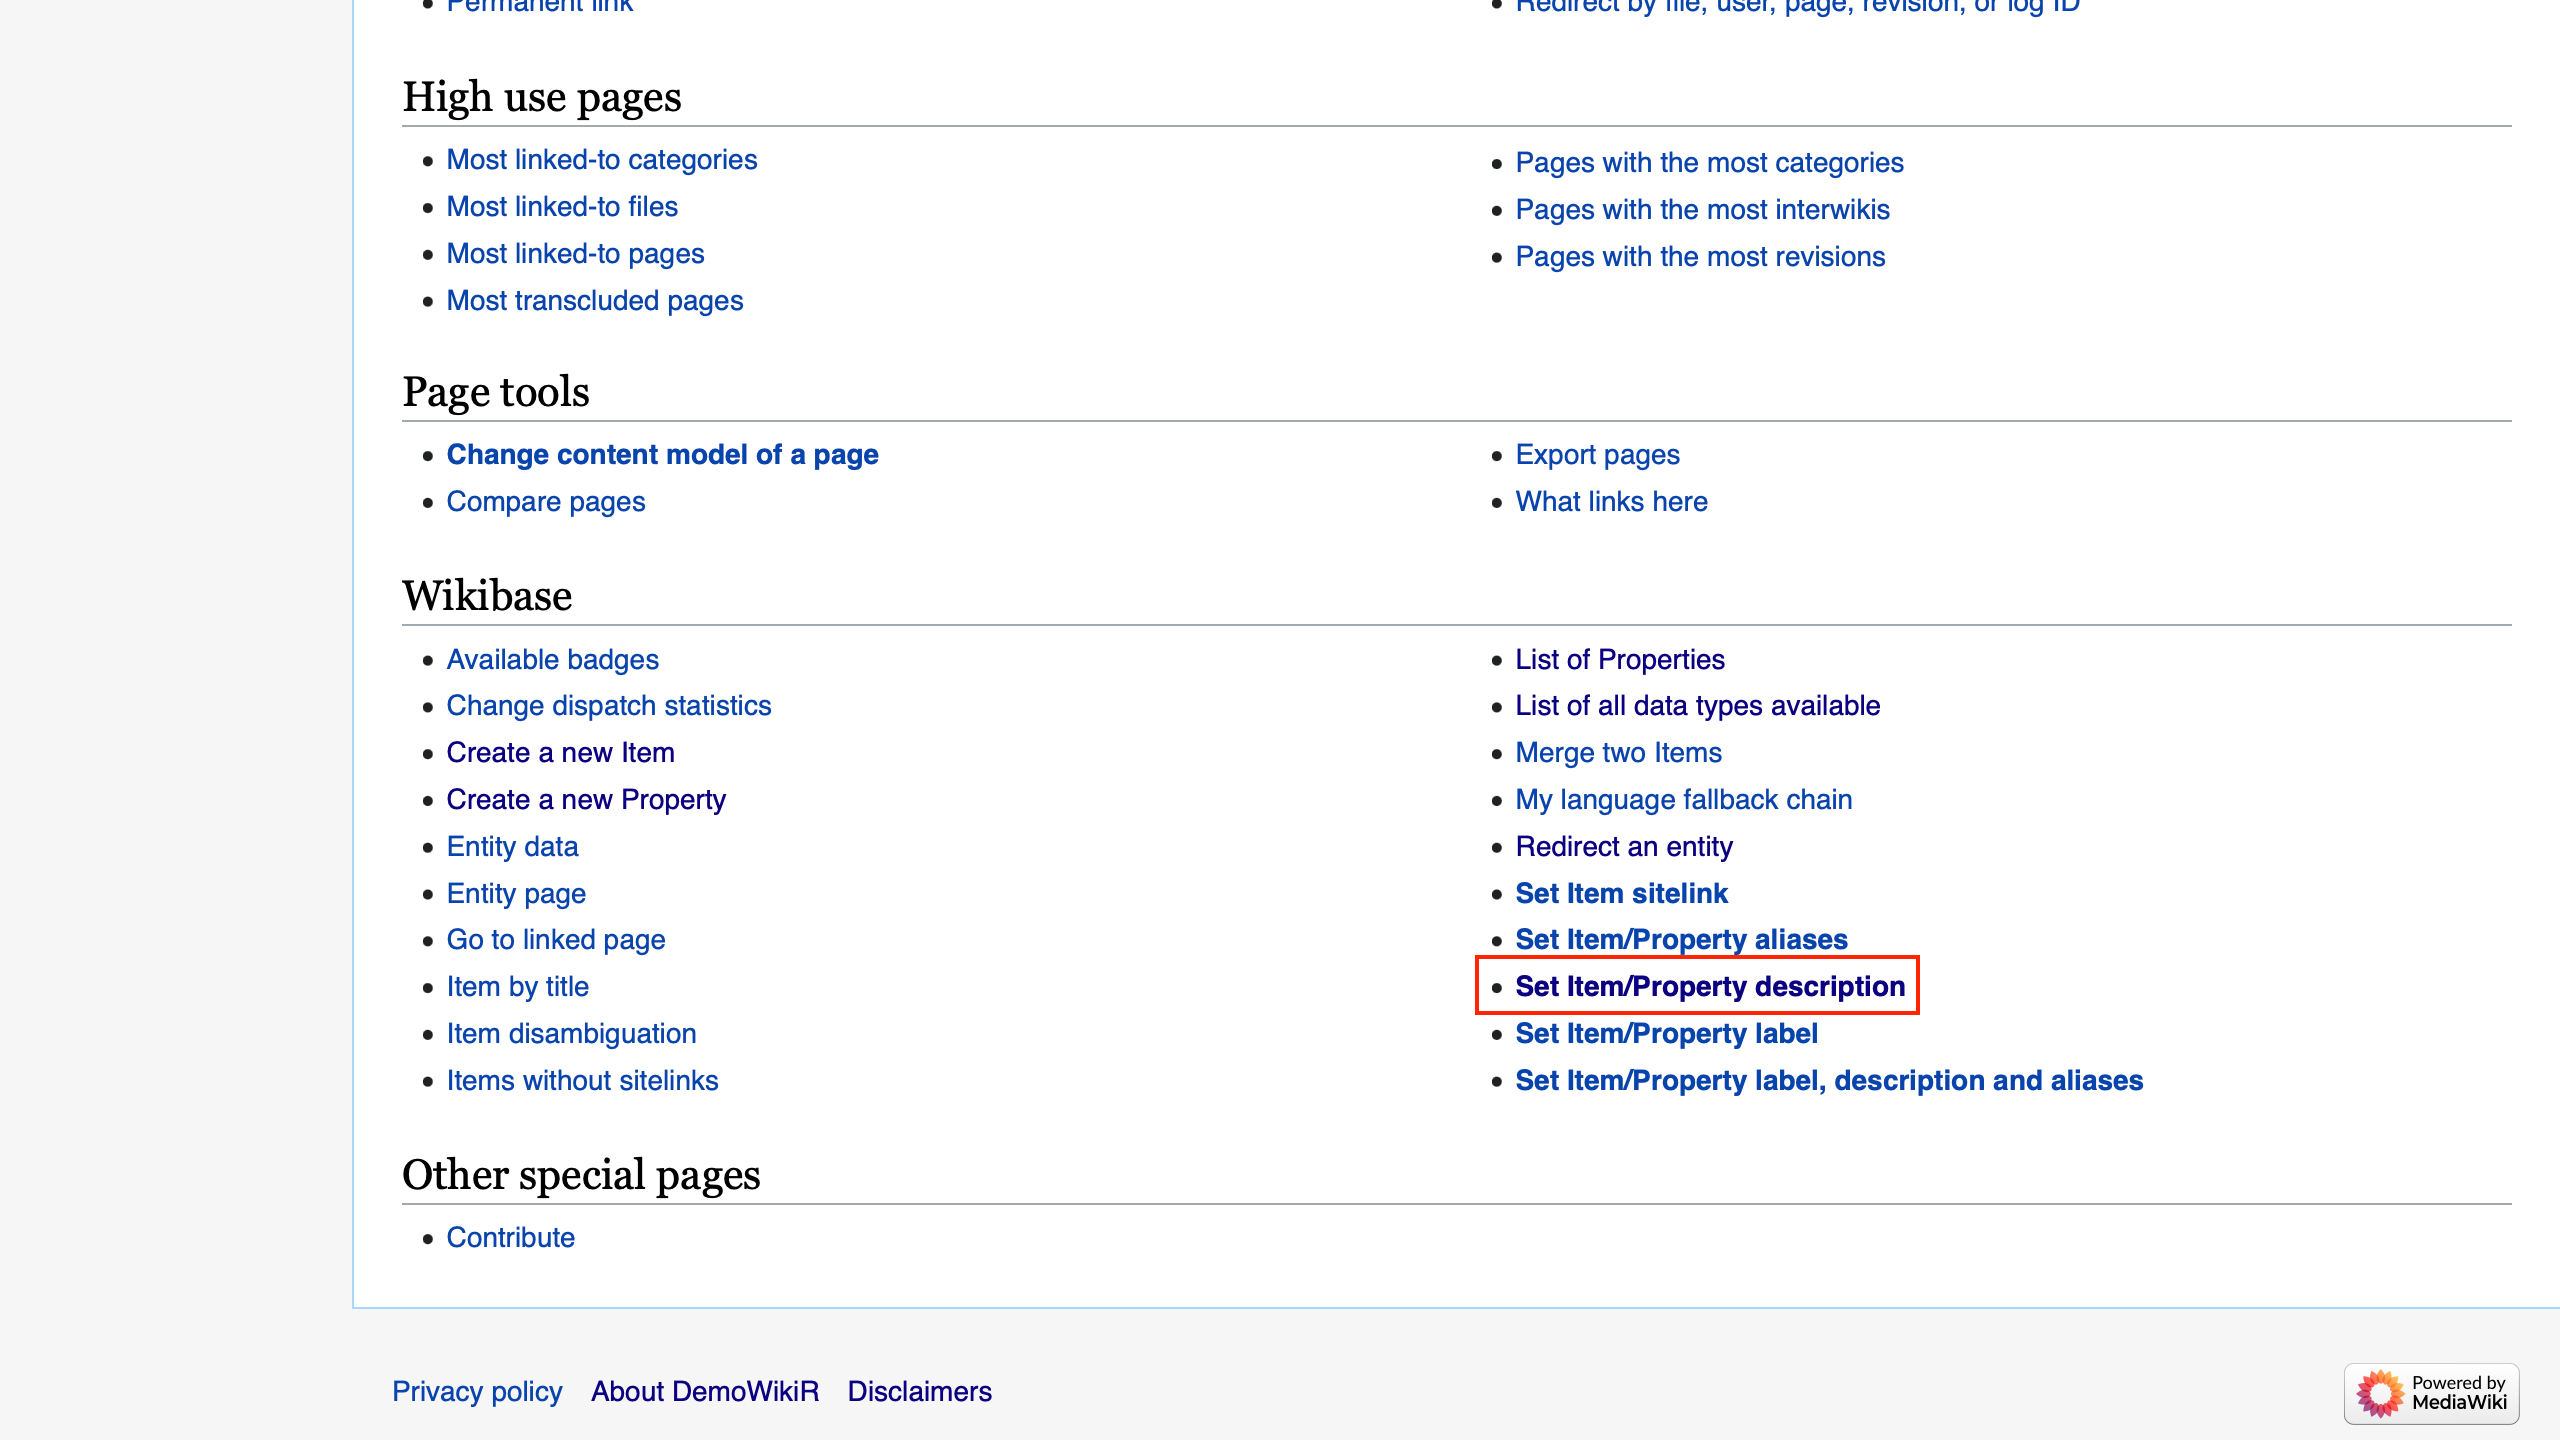 Permanent link
Redirect by file, user, page, revision, or log ID
High use pages
Most linked-to categories
Most linked-to files
Most linked-to pages
Most transcluded pages
Pages with the most categories
Pages with the most interwikis
Pages with the most revisions
Page tools
Change content model of a page
Compare pages
Export pages
What links here
Wikibase
Available badges
Change dispatch statistics
Create a new Item
Create a new Property
Entity data
Entity page
Go to linked page
Item by title
Item disambiguation
Items without sitelinks
List of Properties
List of all data types available
Merge two Items
My language fallback chain
Redirect an entity
Set Item sitelink
Set Item/Property aliases
Set Item/Property description
Set Item/Property label
Set Item/Property label, description and aliases
Other special pages
Contribute
Privacy policy About DemoWikiR Disclaimers
Powered by
MediaWiki